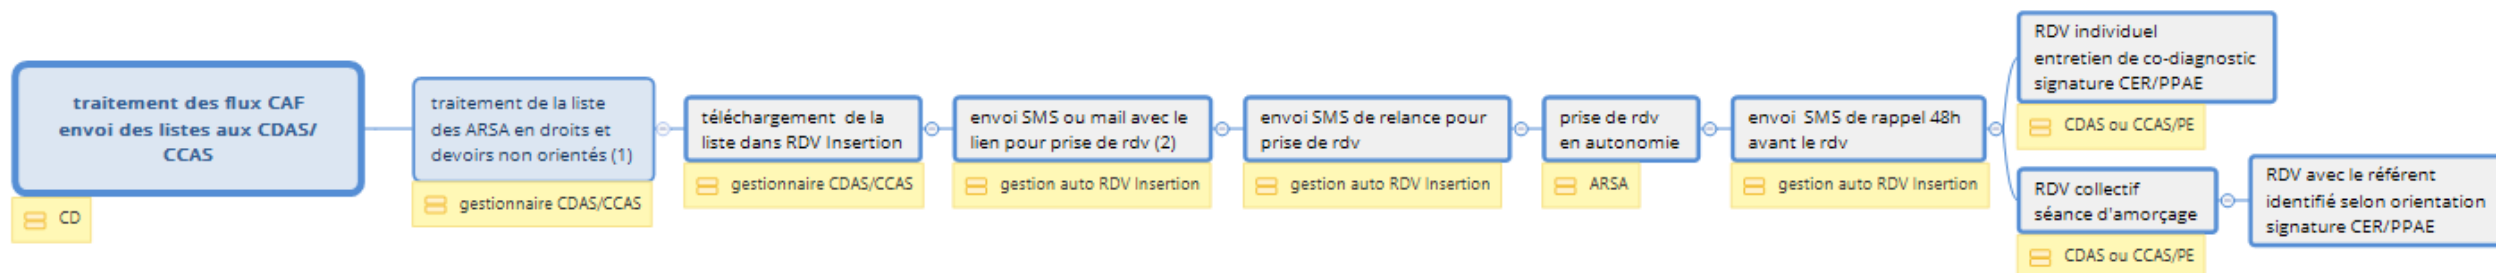 traitement des flux CAF
envoi des listes aux CDAS/
CCAS
CD
traitement de la liste
des ARSA en droits et
devoirs non orientés (1)
gestionnaire CDAS/CCAS
téléchargement de la
liste dans RDV Insertion
gestionnaire CDAS/CCAS
envoi SMS ou mail avec le
lien pour prise de rdv (2)
gestion auto RDV Insertion
envoi SMS de relance pour
prise de rdv
gestion auto RDV Insertion
prise de rdv
en autonomie
ARSA
envoi SMS de rappel 48h
avant le rdv
gestion auto RDV Insertion
RDV individuel
entretien de co-diagnostic
signature CER/PPAE
CDAS ou CCAS/PE
RDV collectif
séance d'amorçage
CDAS ou CCAS/PE
RDV avec le référent
identifié selon orientation
signature CER/PPAE